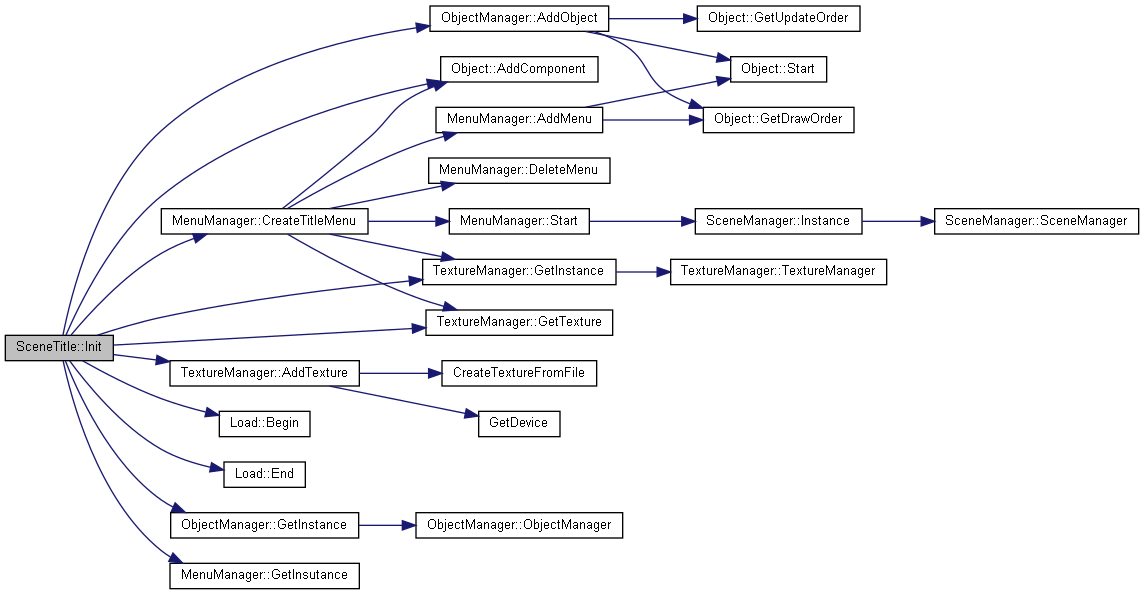 ObjectManager::AddObject
Object::GetUpdateOrder
Object::AddComponent
Object::Start
MenuManager::AddMenu
Object::GetDrawOrder
MenuManager::DeleteMenu
MenuManager::CreateTitleMenu
MenuManager::Start
SceneManager::Instance
SceneManager::SceneManager
TextureManager::GetInstance
TextureManager::TextureManager
TextureManager::GetTexture
SceneTitle::Init
TextureManager::AddTexture
CreateTextureFromFile
Load::Begin
GetDevice
Load::End
ObjectManager::GetInstance
ObjectManager::ObjectManager
MenuManager::GetInsutance